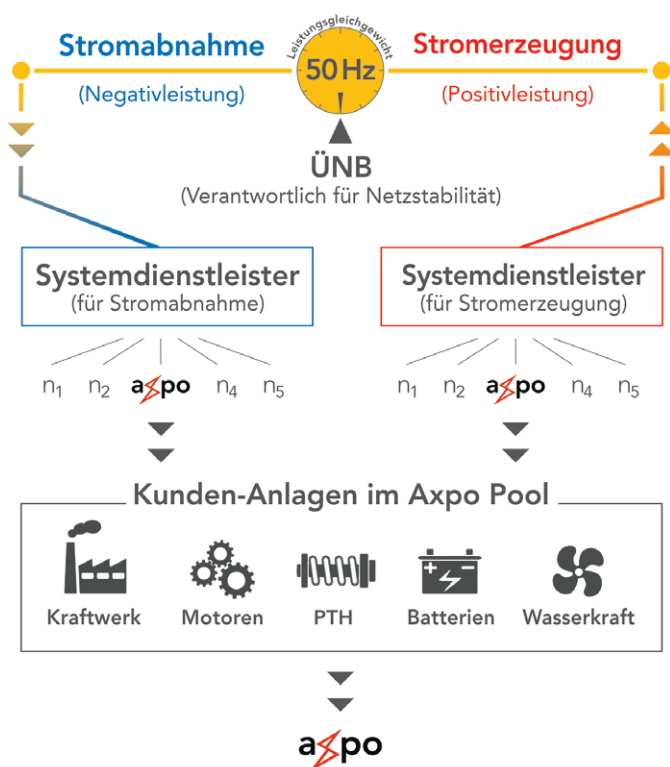 Leistungsgleichgewicht
Stromabnahme
50 Hz
Stromerzeugung
(Negativleistung)
(Positivleistung)
ÜNB
(Verantwortlich für Netzstabilität)
Systemdienstleister
(für Stromabnahme)
Systemdienstleister
(für Stromerzeugung)
n₁ n₂ axpo n₄ n₅
n₁ n₂ axpo n₄ n₅
Kunden-Anlagen im Axpo Pool
Kraftwerk Motoren PTH Batterien Wasserkraft
axpo